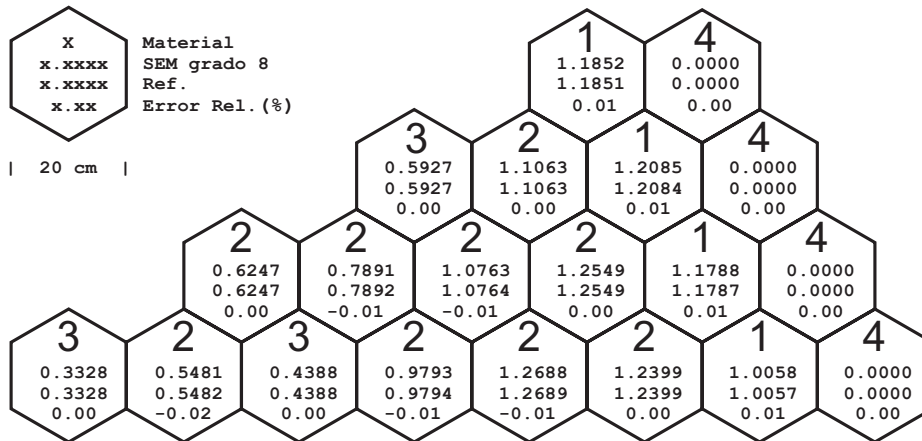 X Material
x.xxxx SEM grado 8
x.xxxx Ref.
x.xx Error Rel.(%)
| 20 cm |
1 4
1.1852 0.0000
1.1851 0.0000
0.01 0.00
3 2 1 4
0.5927 1.1063 1.2085 0.0000
0.5927 1.1063 1.2084 0.0000
0.00 0.00 0.01 0.00
2 2 2 2 1 4
0.6247 0.7891 1.0763 1.2549 1.1788 0.0000
0.6247 0.7892 1.0764 1.2549 1.1787 0.0000
0.00 -0.01 -0.01 0.00 0.01 0.00
3 2 3 2 2 2 1 4
0.3328 0.5481 0.4388 0.9793 1.2688 1.2399 1.0058 0.0000
0.3328 0.5482 0.4388 0.9794 1.2689 1.2399 1.0057 0.0000
0.00 -0.02 0.00 -0.01 -0.01 0.00 0.01 0.00